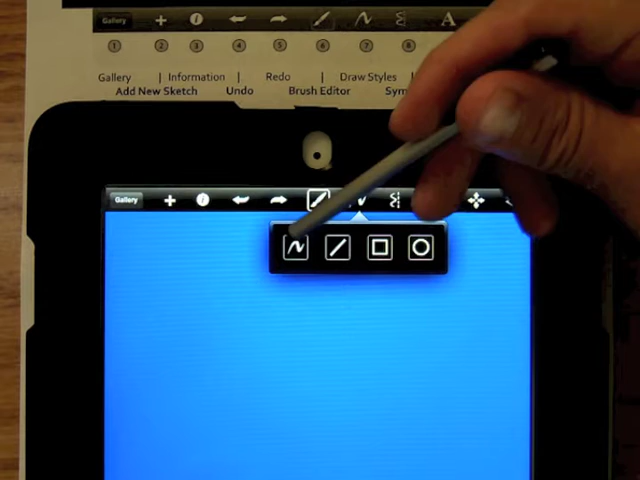 Gallery
A
1 2 3 4 5 6 7 8
Gallery | Information | Redo | Draw Styles |
Add New Sketch Undo Brush Editor Sym
Gallery